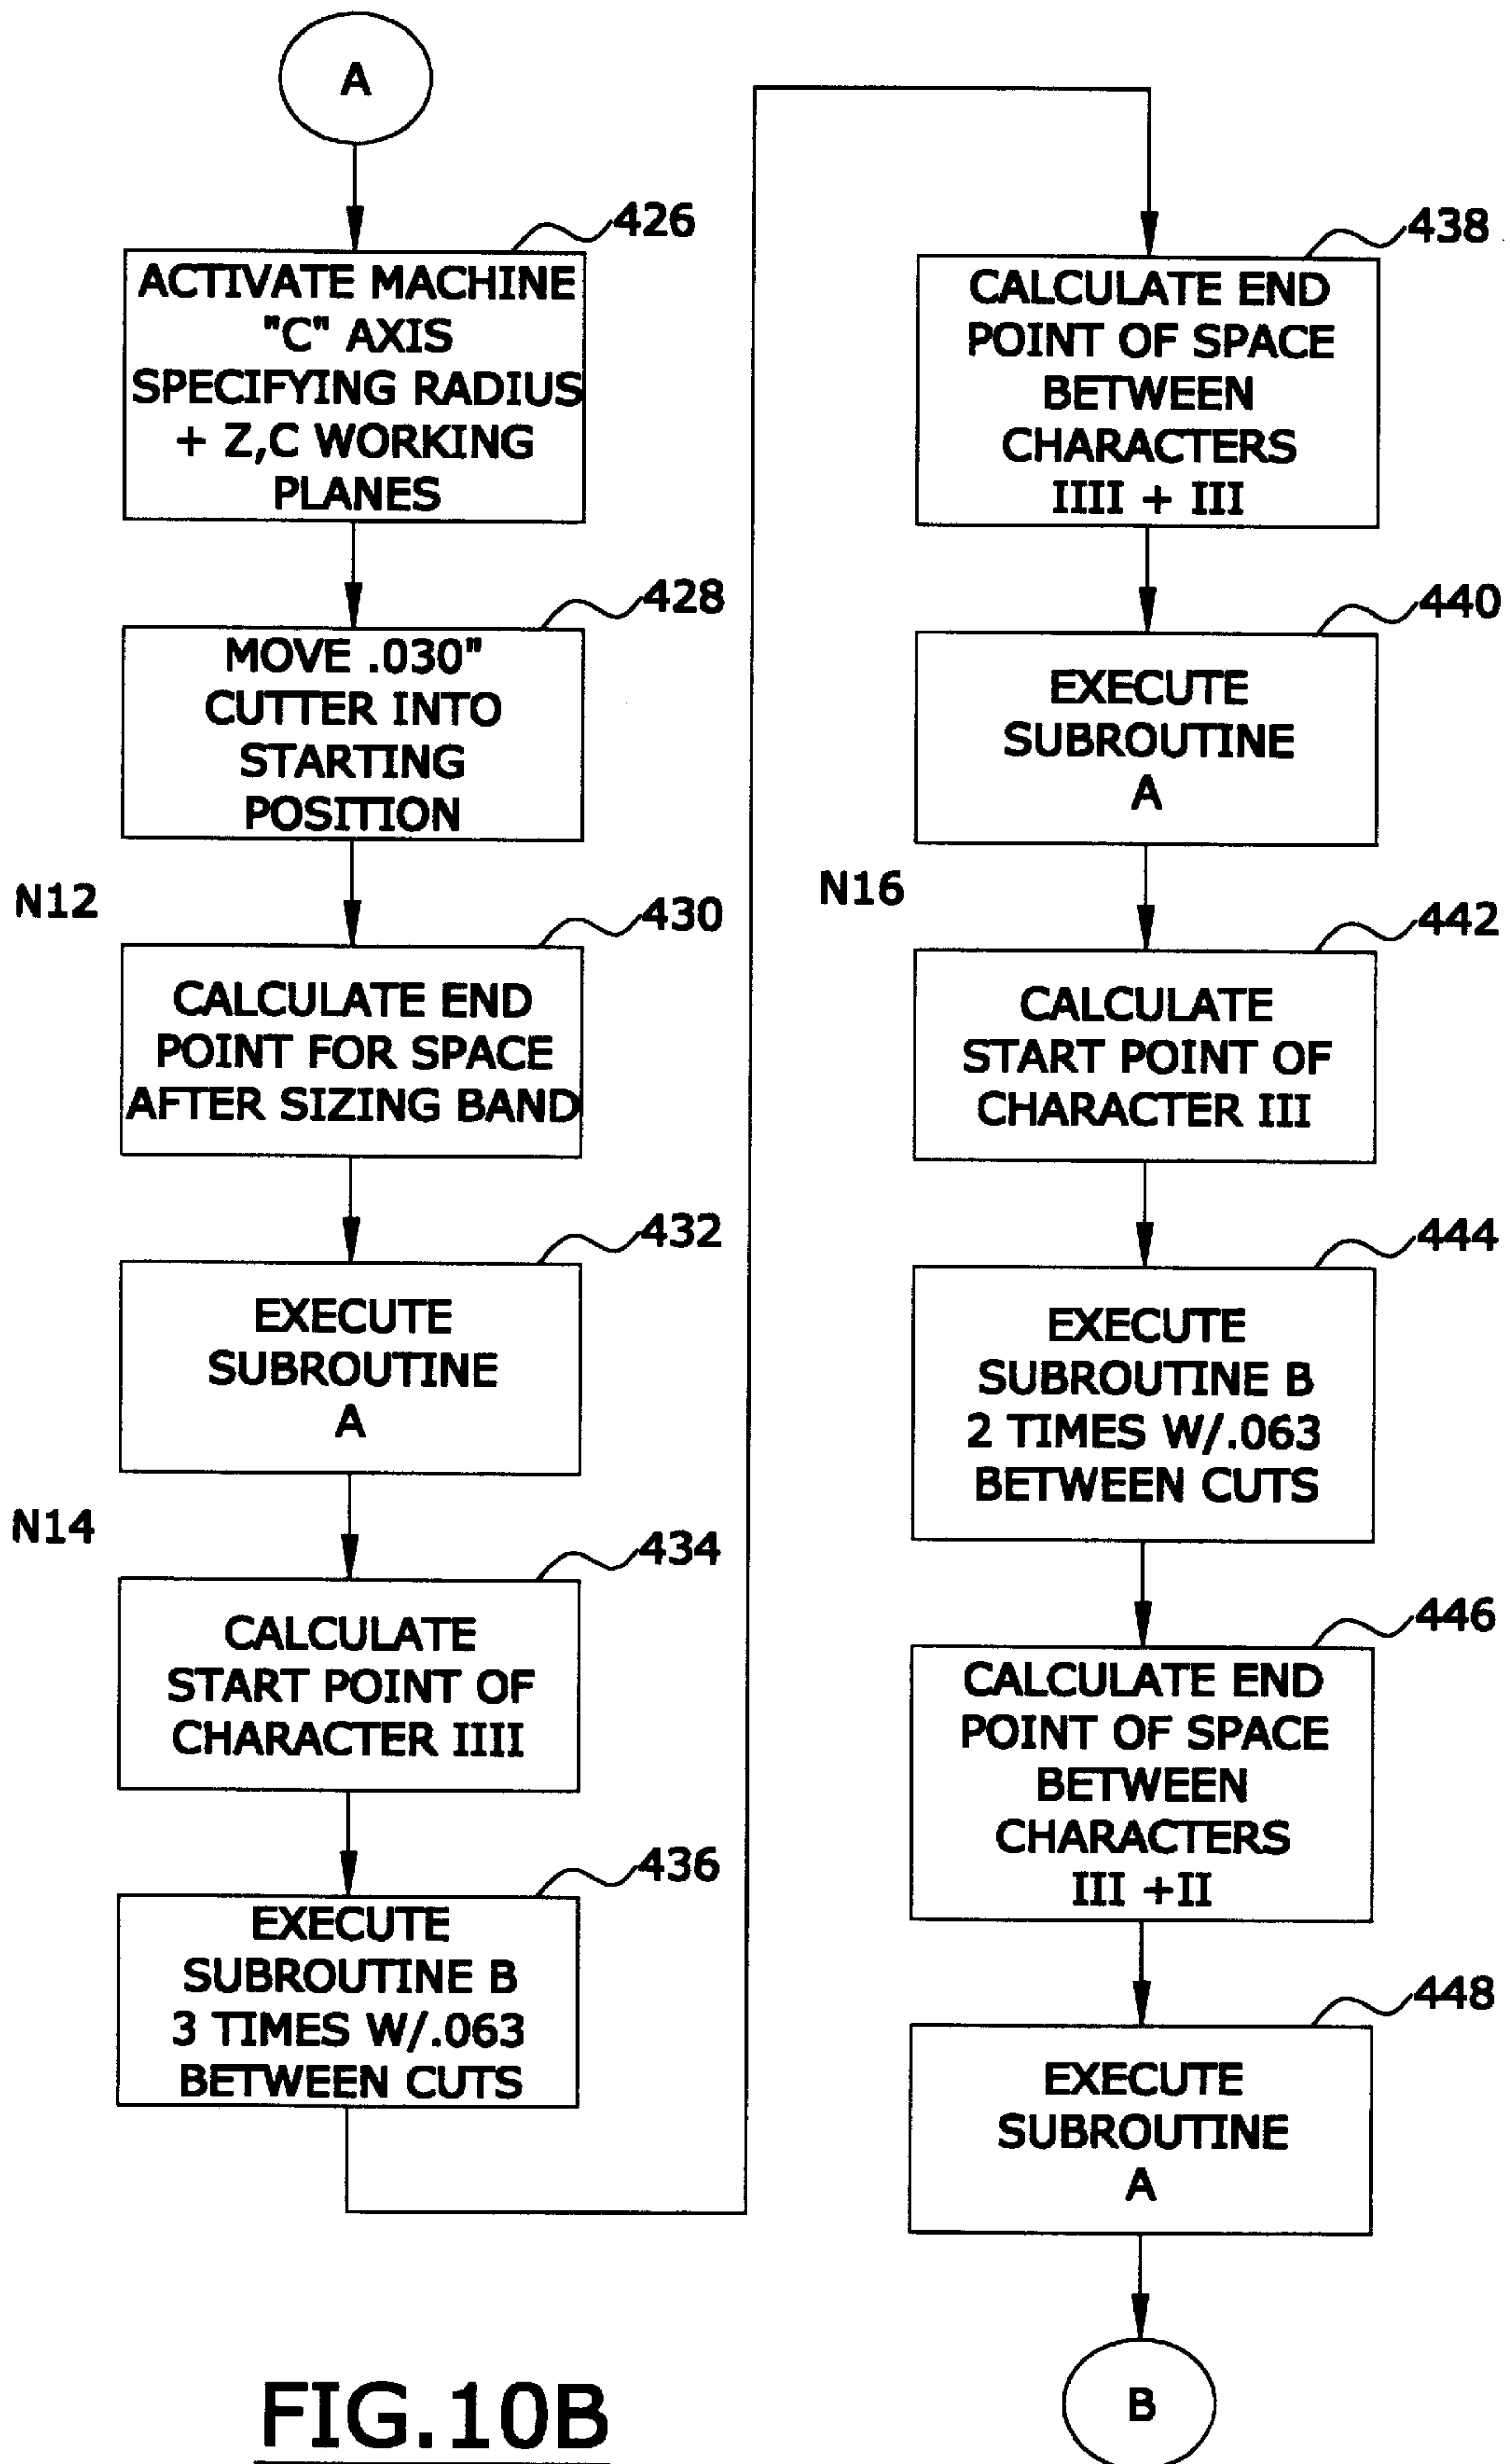 A
426
ACTIVATE MACHINE
"C" AXIS
SPECIFYING RADIUS
+ Z,C WORKING
PLANES
428
MOVE .030"
CUTTER INTO
STARTING
POSITION
N12
430
CALCULATE END
POINT FOR SPACE
AFTER SIZING BAND
432
EXECUTE
SUBROUTINE
A
N14
434
CALCULATE
START POINT OF
CHARACTER IIII
436
EXECUTE
SUBROUTINE B
3 TIMES W/.063
BETWEEN CUTS
438
CALCULATE END
POINT OF SPACE
BETWEEN
CHARACTERS
IIII + III
440
EXECUTE
SUBROUTINE
A
N16
442
CALCULATE
START POINT OF
CHARACTER III
444
EXECUTE
SUBROUTINE B
2 TIMES W/.063
BETWEEN CUTS
446
CALCULATE END
POINT OF SPACE
BETWEEN
CHARACTERS
III +II
448
EXECUTE
SUBROUTINE
A
B
FIG.10B